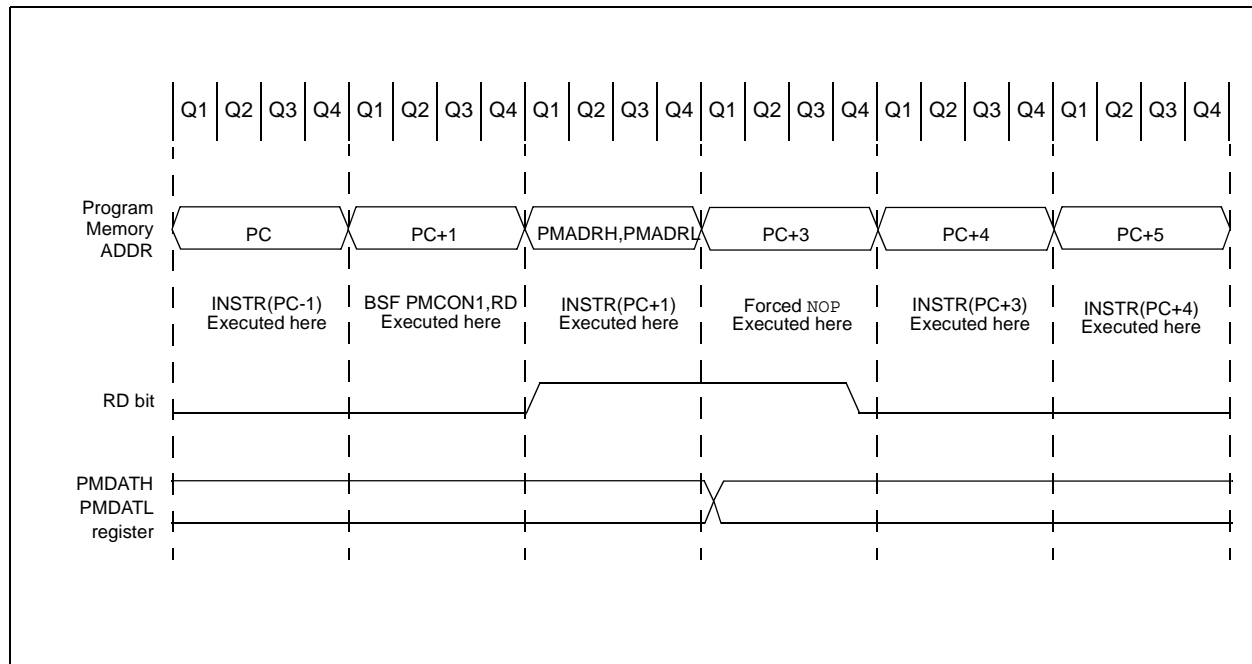 Q1 Q2 Q3 Q4 Q1 Q2 Q3 Q4 Q1 Q2 Q3 Q4 Q1 Q2 Q3 Q4 Q1 Q2 Q3 Q4 Q1 Q2 Q3 Q4
Program
Memory
ADDR
PC
PC+1
PMADRH,PMADRL
PC+3
PC+4
PC+5
INSTR(PC-1)
Executed here
BSF PMCON1,RD
Executed here
INSTR(PC+1)
Executed here
Forced NOP
Executed here
INSTR(PC+3)
Executed here
INSTR(PC+4)
Executed here
RD bit
PMDATH
PMDATL
register